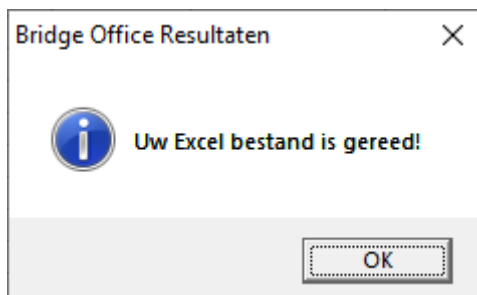 Bridge Office Resultaten
Uw Excel bestand is gereed!
OK